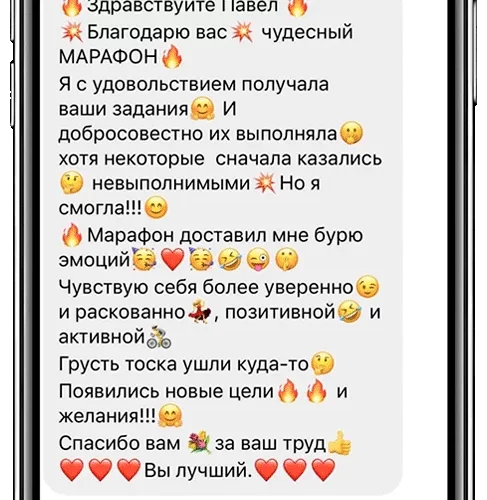 🔥Здравствуйте Павел 🔥
💥Благодарю вас💥 чудесный
МАРАФОН🔥
Я с удовольствием получала
ваши задания🤗 И
добросовестно их выполняла🤫
хотя некоторые сначала казались
🤔 невыполнимыми💥Но я
смогла!!!😊
🔥Марафон доставил мне бурю
эмоций🥳❤️🥳🤣😜🤫
Чувствую себя более уверенно😉
и раскованно💃, позитивной🤣 и
активной🚴
Грусть тоска ушли куда-то🤔
Появились новые цели🔥🔥 и
желания!!!🤗
Спасибо вам 💐за ваш труд👍
❤️❤️❤️Вы лучший.❤️❤️❤️